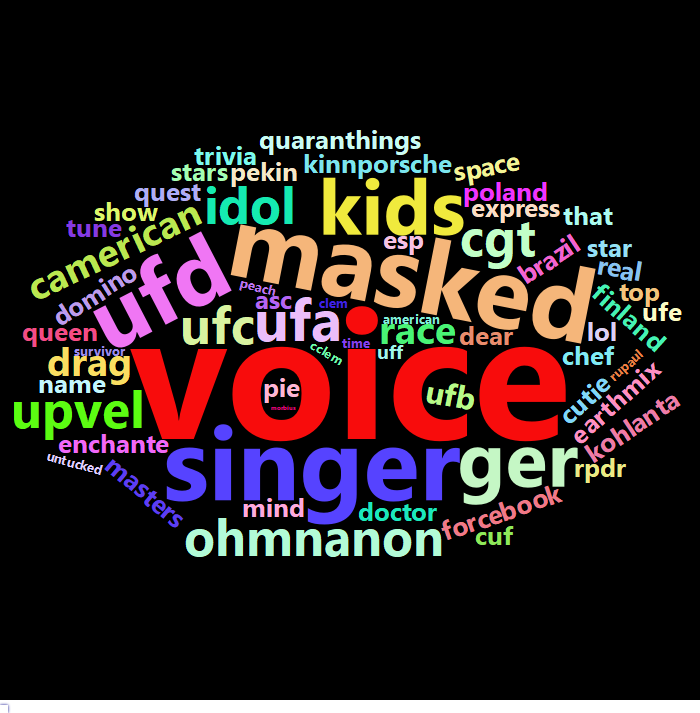 quaranthings
trivia
kinnporsche
stars
pekin
space
quest
idol
kids
poland
show
express
that
tune
camerican
masked
esp
cgt
brazil
star
real
domino
ufd
peach
asc
clem
finland
top
ufe
queen
ufc
ufa
american
race
dear
lol
survivor
time
cclem
uff
chef
rupaul
drag
voice
name
pie
morbius
ufb
cutie
earthmix
upvel
kohlanta
enchante
untucked
masters
singer
ger
rpdr
mind
doctor
forcebook
ohmnanon
cuf